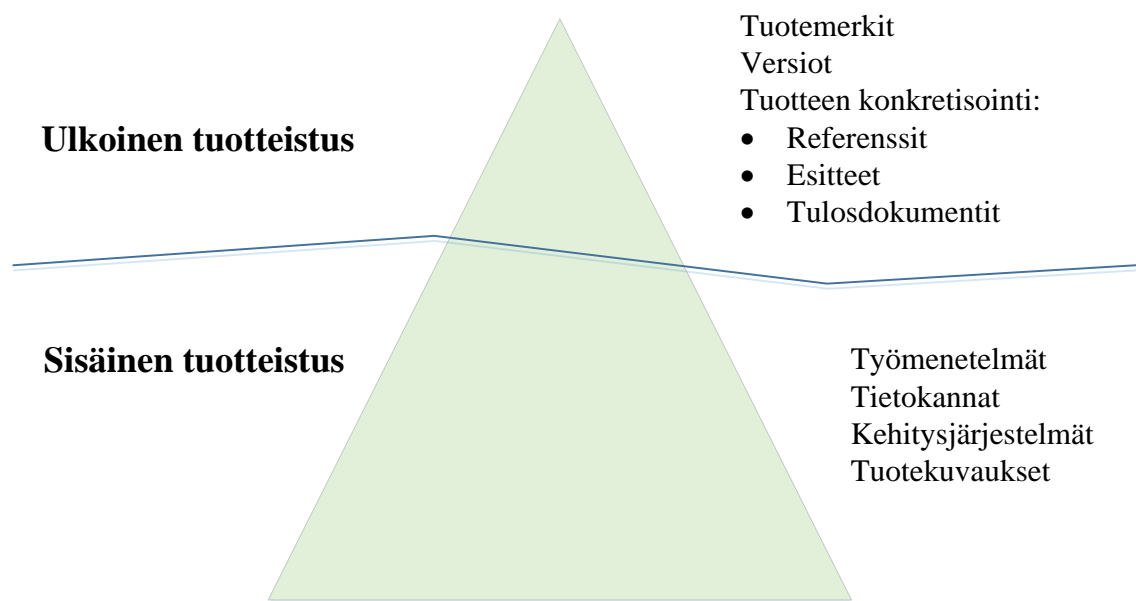 Ulkoinen tuotteistus
Tuotemerkit
Versiot
Tuotteen konkretisointi:
• Referenssit
• Esitteet
• Tulosdokumentit
Sisäinen tuotteistus
Työmenetelmät
Tietokannat
Kehitysjärjestelmät
Tuotekuvaukset